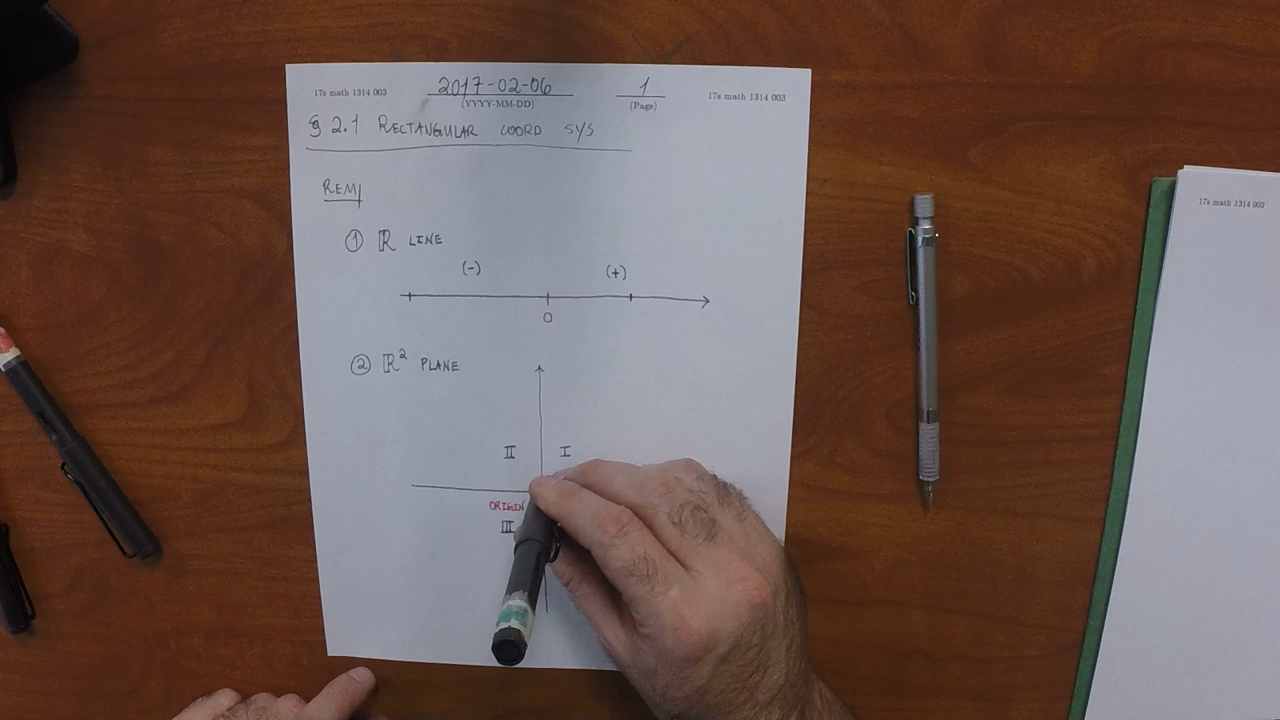 17s math 1314 003 2017-02-06 1 17s math 1314 003
(YYYY-MM-DD) (Page)
§ 2.1 RECTANGULAR COORD SYS
REM
① ℝ LINE
(-) (+)
0
② ℝ² PLANE
II I
ORIGIN
III
17s math 1314 003